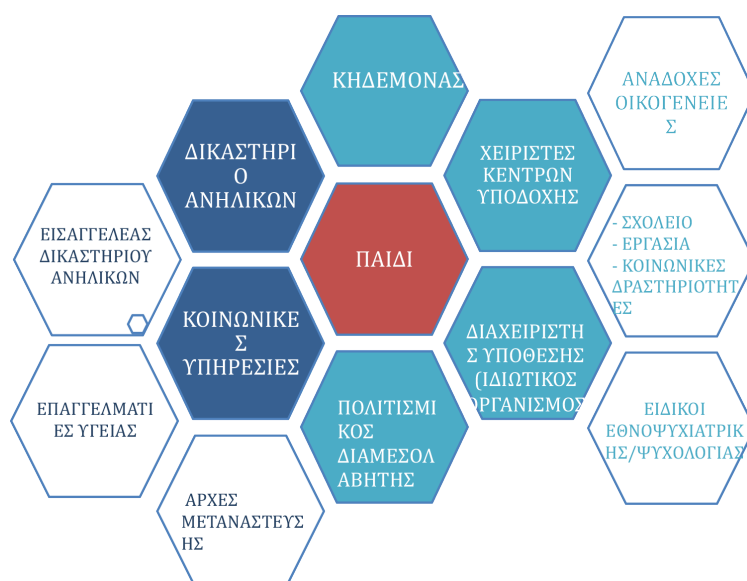 ΚΗΔΕΜΟΝΑΣ
ΑΝΑΔΟΧΕΣ
ΟΙΚΟΓΕΝΕΙΕ
Σ
ΔΙΚΑΣΤΗΡΙ
Ο
ΑΝΗΛΙΚΩΝ
ΧΕΙΡΙΣΤΕΣ
ΚΕΝΤΡΩΝ
ΥΠΟΔΟΧΗΣ
ΕΙΣΑΓΓΕΛΕΑΣ
ΔΙΚΑΣΤΗΡΙΟΥ
ΑΝΗΛΙΚΩΝ
ΠΑΙΔΙ
- ΣΧΟΛΕΙΟ
- ΕΡΓΑΣΙΑ
- ΚΟΙΝΩΝΙΚΕΣ
ΔΡΑΣΤΗΡΙΟΤΗΤ
ΕΣ
ΚΟΙΝΩΝΙΚΕ
Σ
ΥΠΗΡΕΣΙΕΣ
ΔΙΑΧΕΙΡΙΣΤΗ
Σ ΥΠΟΘΕΣΗΣ
(ΙΔΙΩΤΙΚΟΣ
ΟΡΓΑΝΙΣΜΟΣ
ΕΠΑΓΓΕΛΜΑΤΙ
ΕΣ ΥΓΕΙΑΣ
ΠΟΛΙΤΙΣΜΙ
ΚΟΣ
ΔΙΑΜΕΣΟΛ
ΑΒΗΤΗΣ
ΕΙΔΙΚΟΙ
ΕΘΝΟΨΥΧΙΑΤΡΙΚ
ΗΣ/ΨΥΧΟΛΟΓΙΑΣ
ΑΡΧΕΣ
ΜΕΤΑΝΑΣΤΕΥΣ
ΗΣ